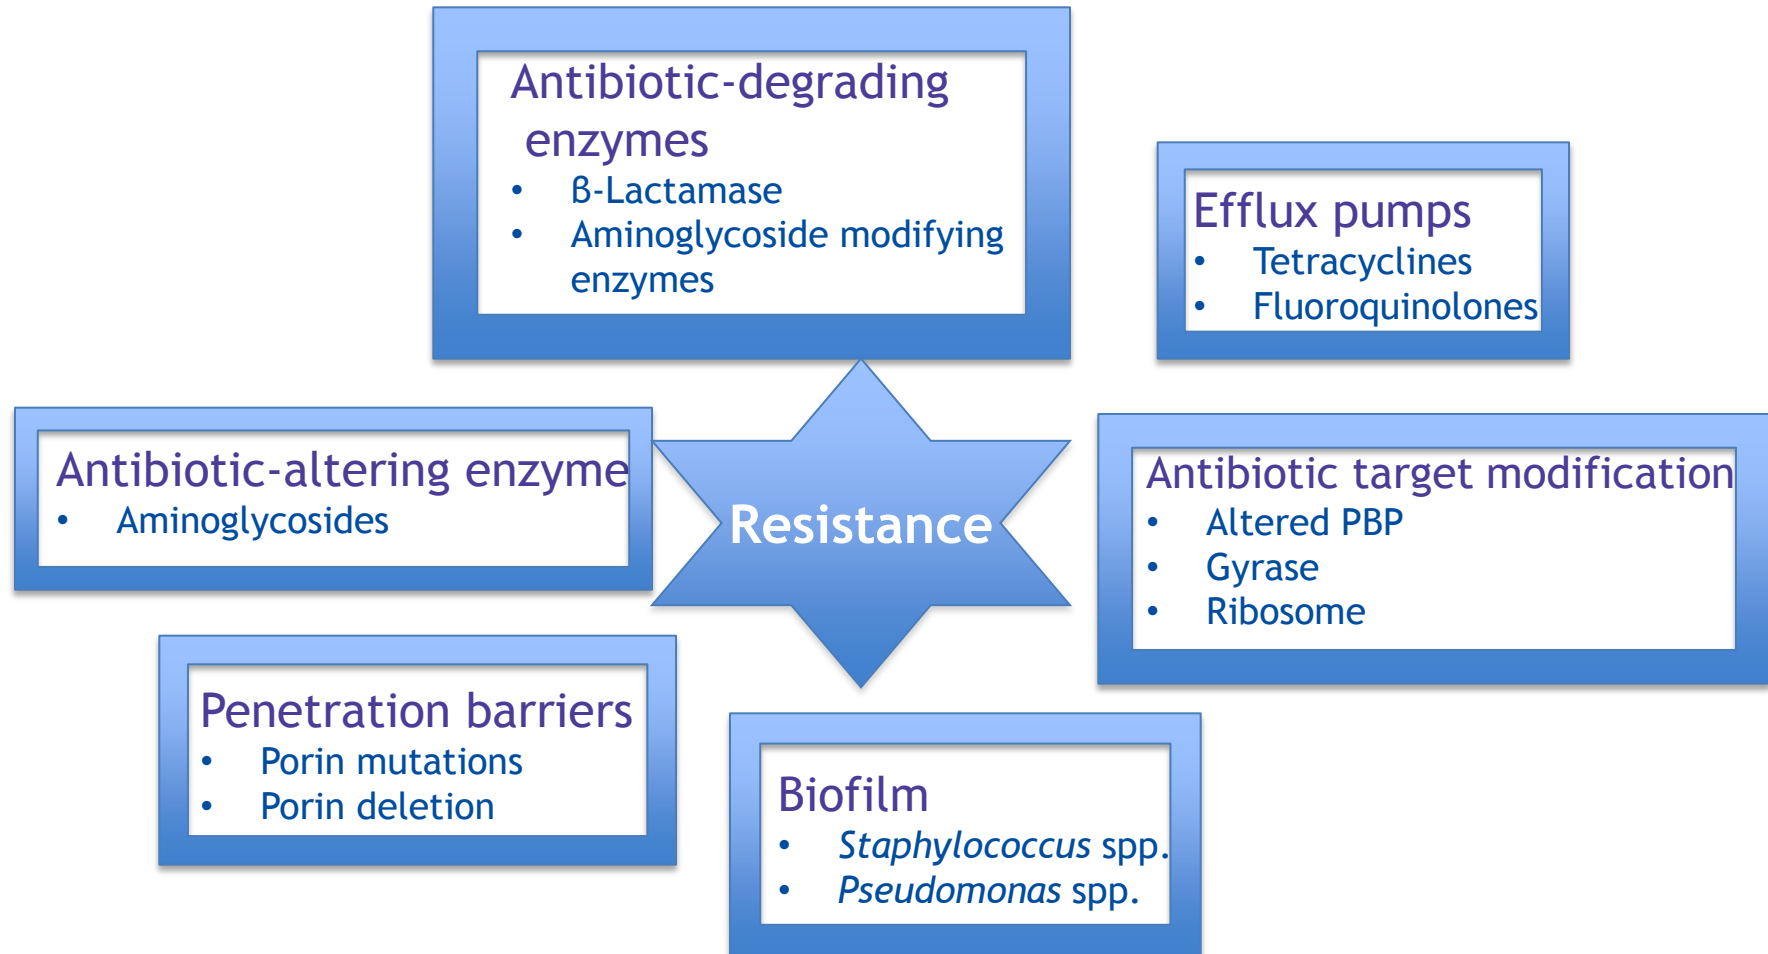 Antibiotic-degrading
enzymes
• ß-Lactamase
• Aminoglycoside modifying
enzymes
Efflux pumps
• Tetracyclines
• Fluoroquinolones
Antibiotic-altering enzyme
• Aminoglycosides
Resistance
Antibiotic target modification
• Altered PBP
• Gyrase
• Ribosome
Penetration barriers
• Porin mutations
• Porin deletion
Biofilm
• Staphylococcus spp.
• Pseudomonas spp.